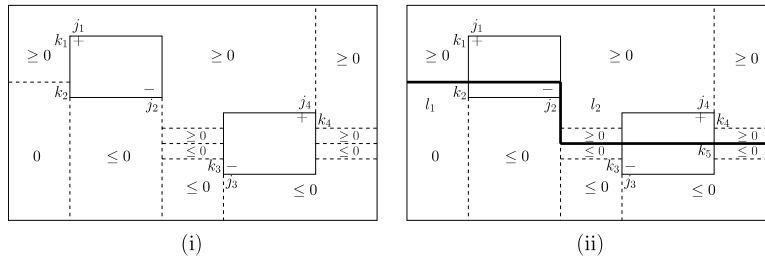 j₁ j₁
k₁ + k₁ +
≥ 0 ≥ 0 j₄ ≥ 0 ≥ 0 ≥ 0 j₄ ≥ 0
k₂ − j₂ k₂ − j₂
l₁ l₂
+ k₄ + k₄
≥ 0 ≥ 0 ≥ 0 ≥ 0
0 ≤ 0 ≤ 0 ≤ 0 0 ≤ 0 ≤ 0 k₅ ≤ 0
k₃ − k₃ −
≤ 0 j₃ ≤ 0 ≤ 0 j₃ ≤ 0
(i) (ii)